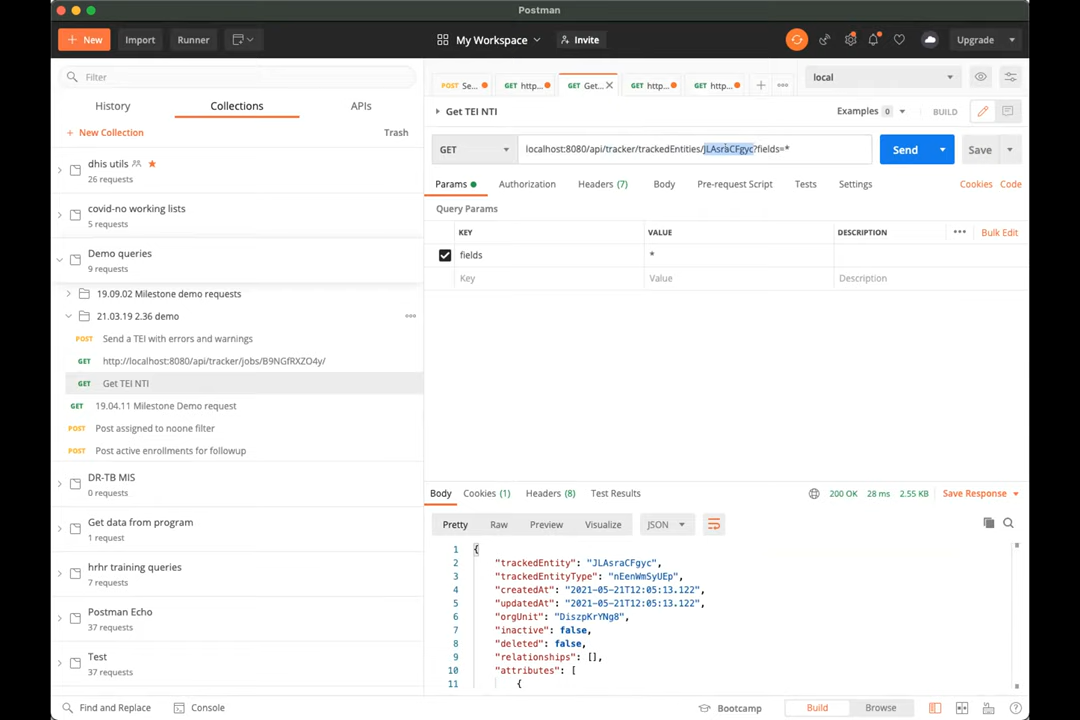 Postman
New
Import
Runner
My Workspace
Invite
Upgrade
Filter
History
Collections
APIs
New Collection
Trash
dhis utils
26 requests
covid-no working lists
5 requests
Demo queries
9 requests
19.09.02 Milestone demo requests
21.03.19 2.36 demo
POST Send a TEI with errors and warnings
GET http://localhost:8080/api/tracker/jobs/B9NGfRXZO4y/
GET Get TEI NTI
GET 19.04.11 Milestone Demo request
POST Post assigned to noone filter
POST Post active enrollments for followup
DR-TB MIS
0 requests
Get data from program
1 request
hrhr training queries
7 requests
Postman Echo
37 requests
Test
37 requests
POST Se...
GET http...
GET Get...
GET http...
GET http...
local
Get TEI NTI
Examples 0
BUILD
GET
localhost:8080/api/tracker/trackedEntities/JLAsraCFgyc?fields=*
Send
Save
Params
Authorization
Headers (7)
Body
Pre-request Script
Tests
Settings
Cookies
Code
Query Params
KEY
VALUE
DESCRIPTION
Bulk Edit
fields
*
Key
Value
Description
Body
Cookies (1)
Headers (8)
Test Results
200 OK
28 ms
2.55 KB
Save Response
Pretty
Raw
Preview
Visualize
JSON
1 {
2 "trackedEntity": "JLAsraCFgyc",
3 "trackedEntityType": "nEenWmSyUEp",
4 "createdAt": "2021-05-21T12:05:13.122",
5 "updatedAt": "2021-05-21T12:05:13.122",
6 "orgUnit": "DiszpKrYNg8",
7 "inactive": false,
8 "deleted": false,
9 "relationships": [],
10 "attributes": [
11 {
Find and Replace
Console
Bootcamp
Build
Browse